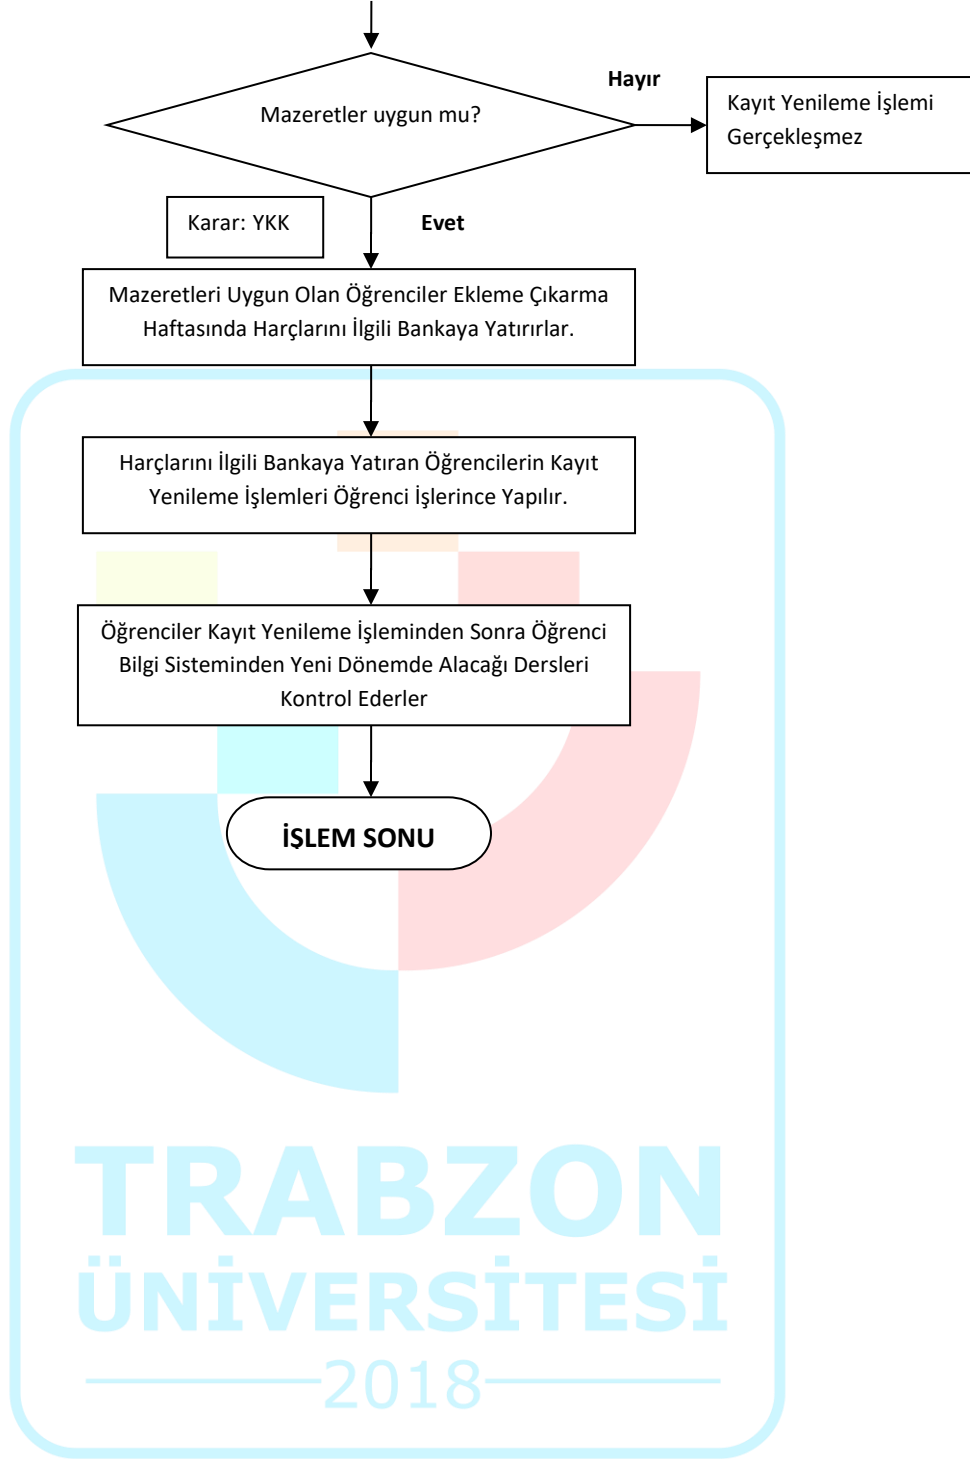 Mazeretler uygun mu?
Hayır
Kayıt Yenileme İşlemi
Gerçekleşmez
Karar: YKK
Evet
Mazeretleri Uygun Olan Öğrenciler Ekleme Çıkarma
Haftasında Harçlarını İlgili Bankaya Yatırırlar.
Harçlarını İlgili Bankaya Yatıran Öğrencilerin Kayıt
Yenileme İşlemleri Öğrenci İşlerince Yapılır.
Öğrenciler Kayıt Yenileme İşleminden Sonra Öğrenci
Bilgi Sisteminden Yeni Dönemde Alacağı Dersleri
Kontrol Ederler
İŞLEM SONU
TRABZON
ÜNİVERSİTESİ
2018